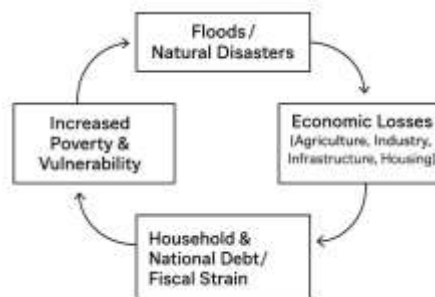 Floods /
Natural Disasters
Economic Losses
(Agriculture, Industry,
Infrastructure, Housing)
Household &
National Debt/
Fiscal Strain
Increased
Poverty &
Vulnerability